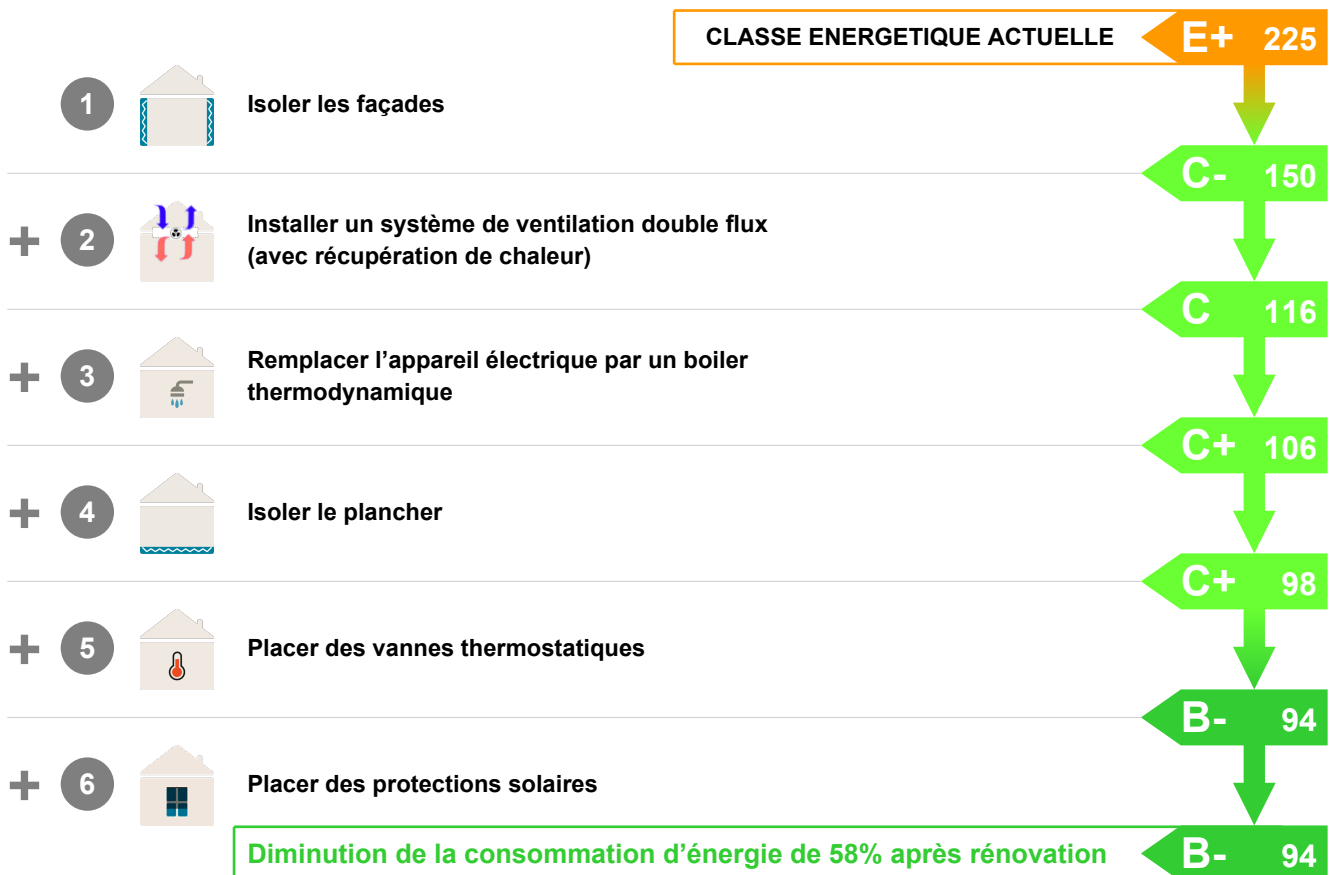 CLASSE ENERGETIQUE ACTUELLE E+ 225
1 Isoler les façades
C- 150
+ 2 Installer un système de ventilation double flux
(avec récupération de chaleur)
C 116
+ 3 Remplacer l’appareil électrique par un boiler
thermodynamique
C+ 106
+ 4 Isoler le plancher
C+ 98
+ 5 Placer des vannes thermostatiques
B- 94
+ 6 Placer des protections solaires
Diminution de la consommation d’énergie de 58% après rénovation B- 94